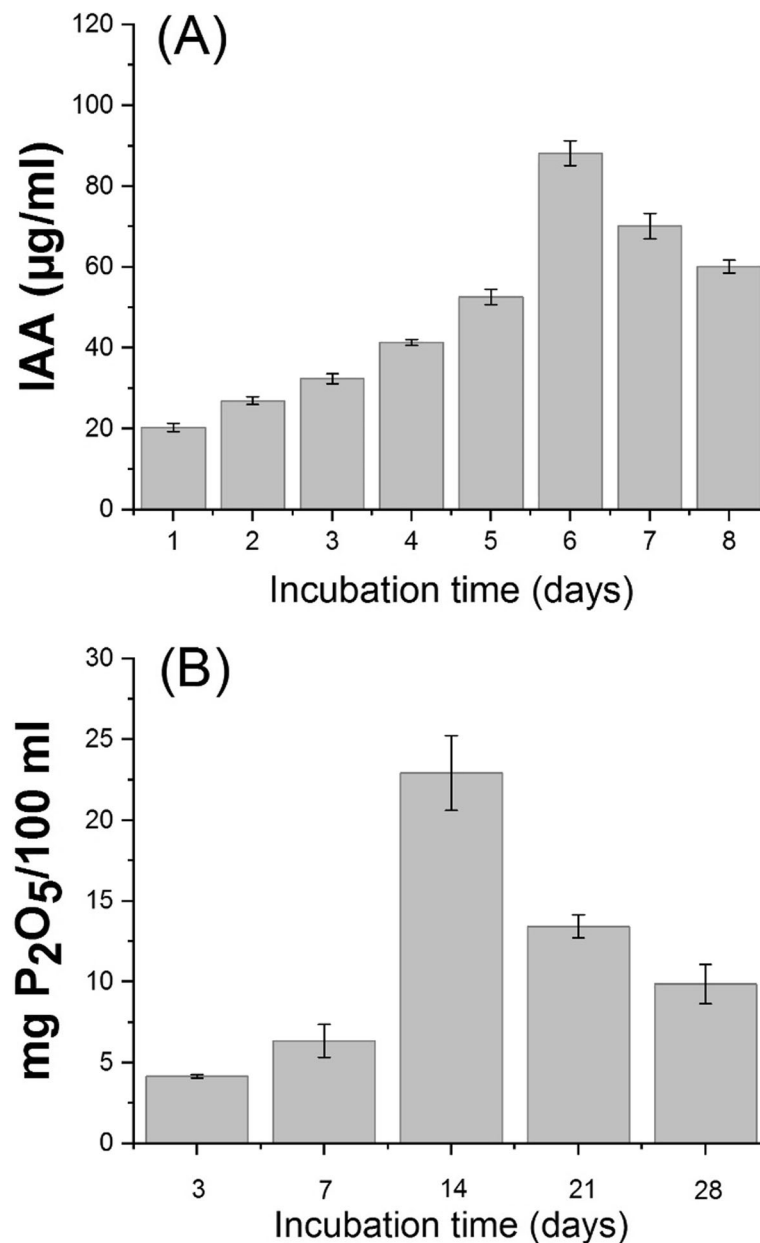 (A)
120
100
80
60
40
20
0
IAA (µg/ml)
1 2 3 4 5 6 7 8
Incubation time (days)
(B)
30
25
20
15
10
5
0
mg P₂O₅/100 ml
3 7 14 21 28
Incubation time (days)